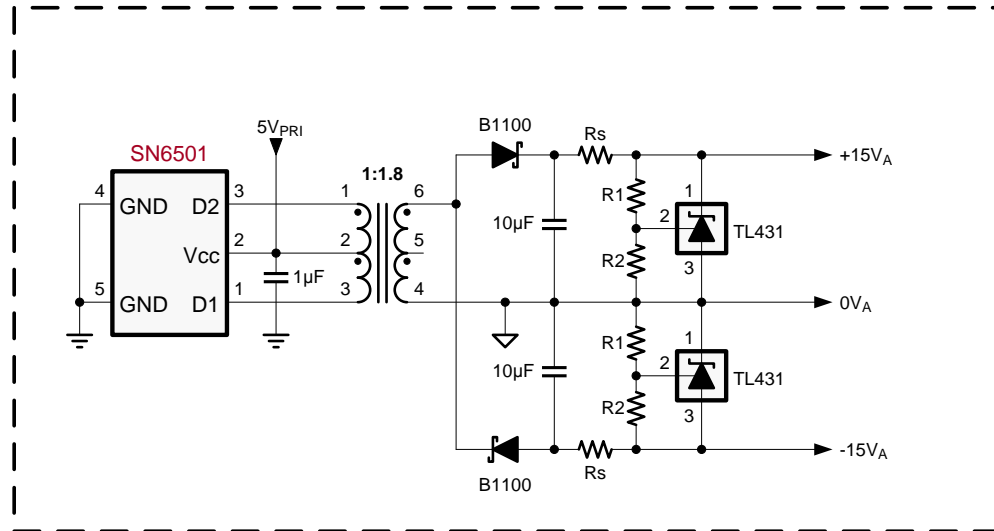 B1100
Rs
5VPRI
SN6501
+15VA
1:1.8
1
R1
4
3
1
6
2
GND
D2
10µF
TL431
2
2
5
R2
Vcc
3
1µF
5
1
3
4
GND
D1
0VA
R1
1
2
10µF
TL431
R2
3
-15VA
B1100
Rs